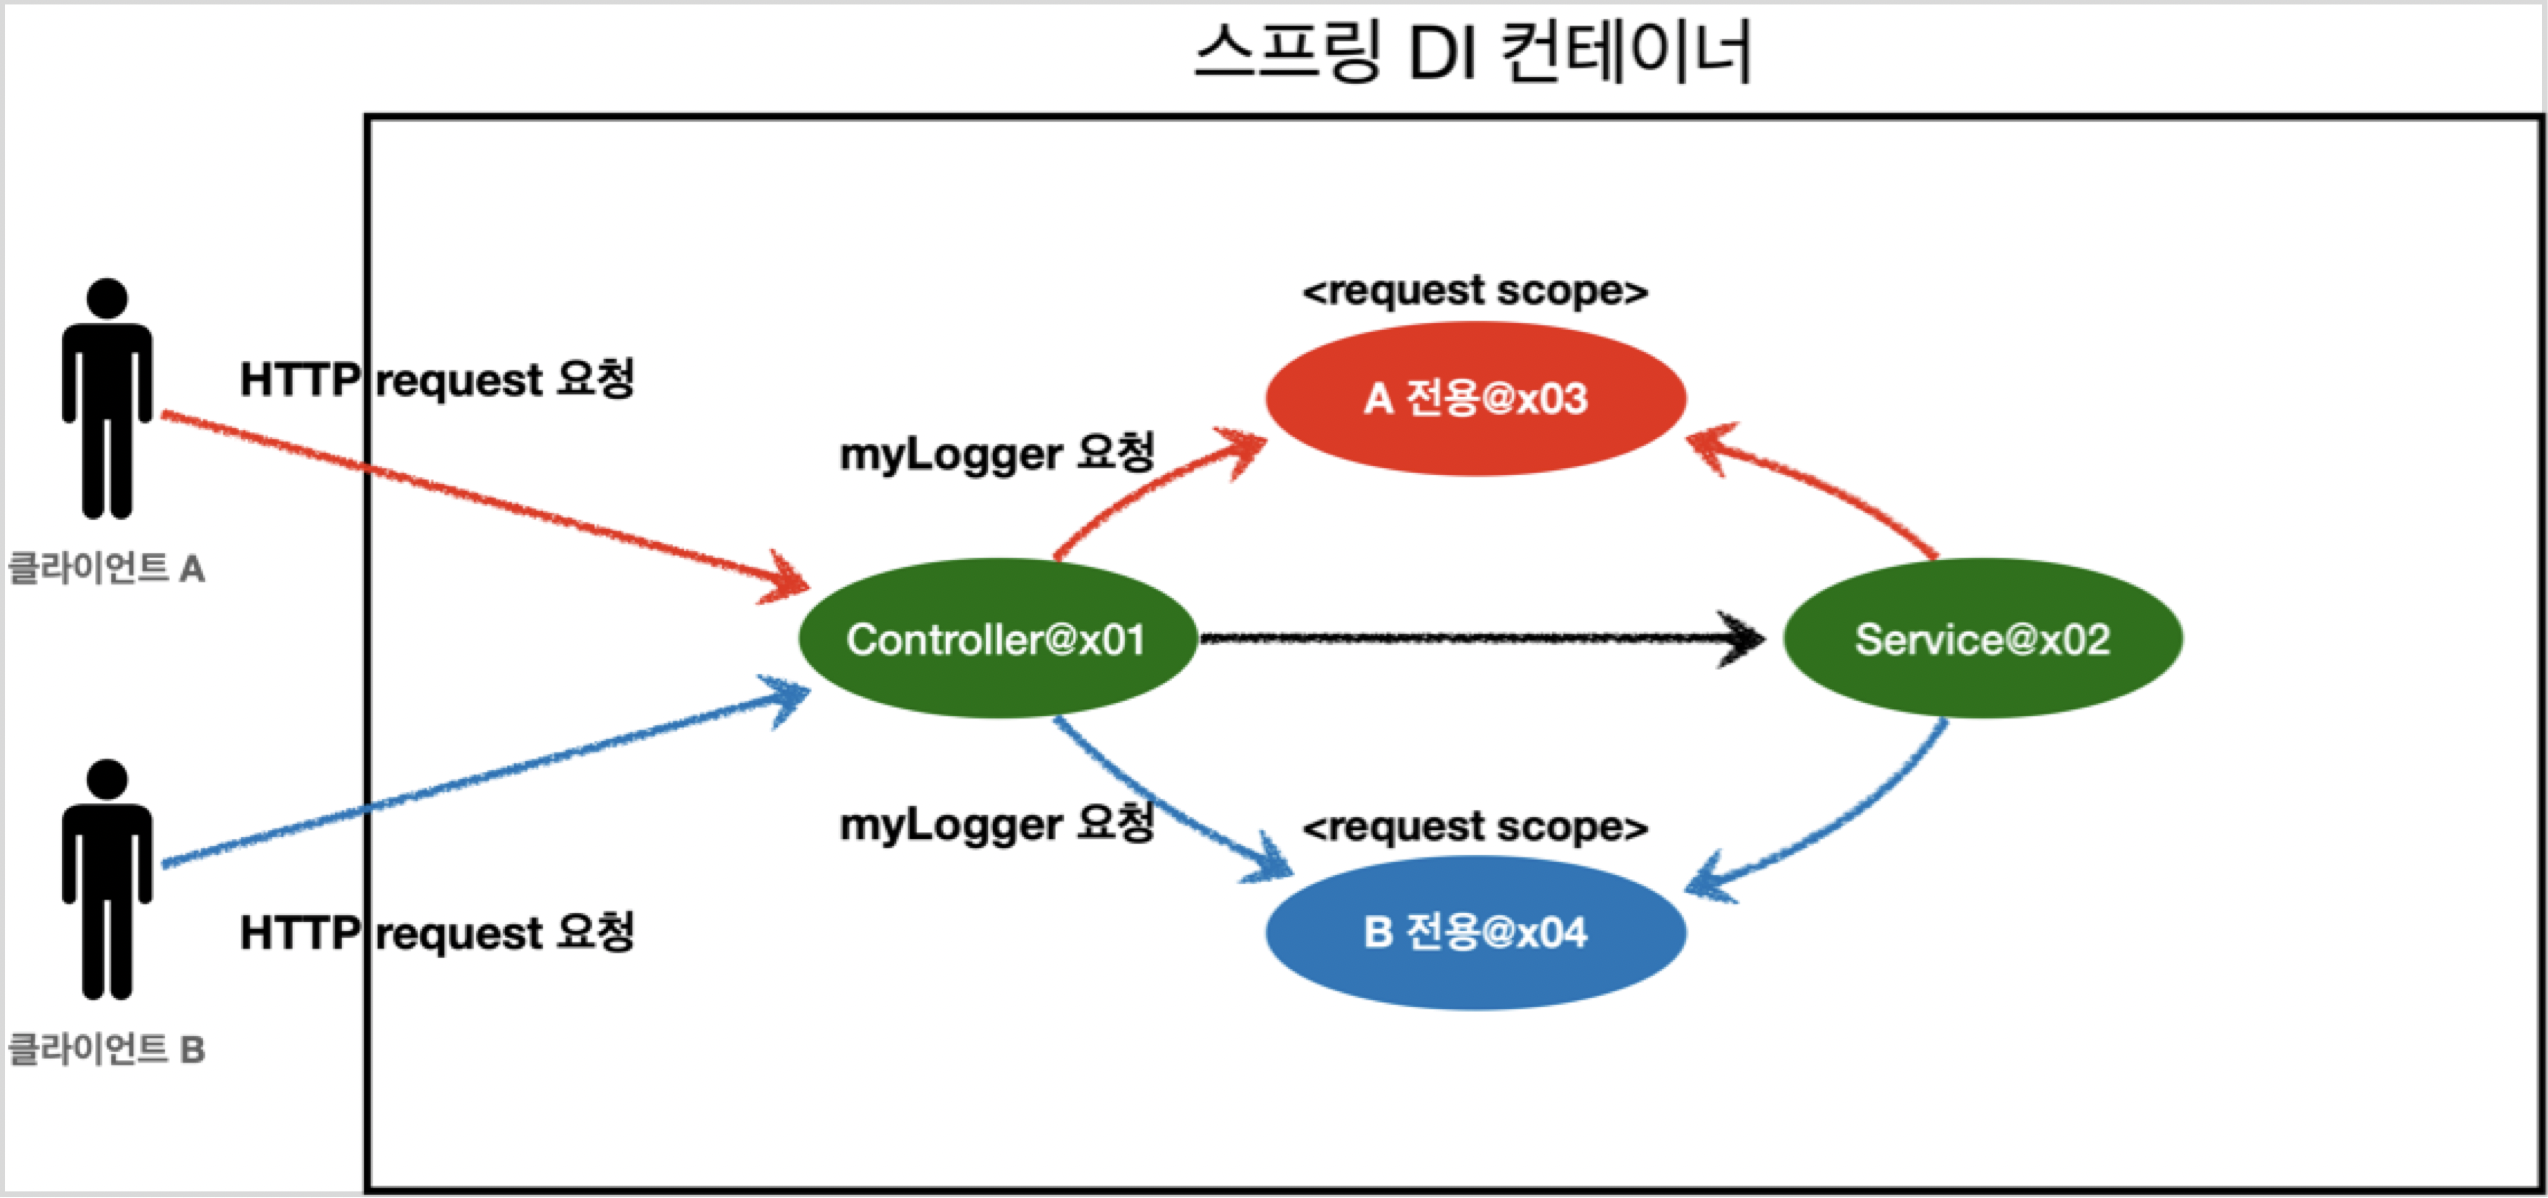 스프링 DI 컨테이너
<request scope>
HTTP request 요청
A 전용@x03
myLogger 요청
클라이언트 A
Controller@x01
Service@x02
myLogger 요청
<request scope>
HTTP request 요청
B 전용@x04
클라이언트 B